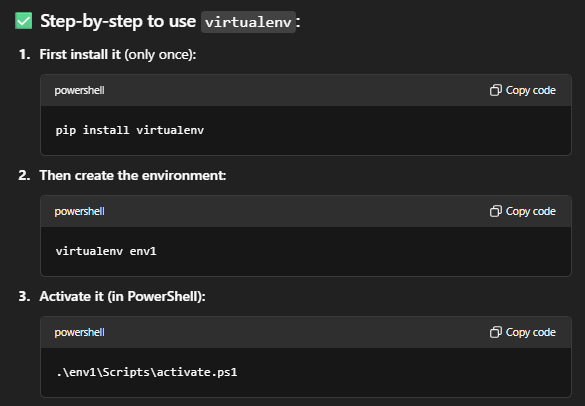 ✅ Step-by-step to use virtualenv:
1. First install it (only once):
powershell Copy code
pip install virtualenv
2. Then create the environment:
powershell Copy code
virtualenv env1
3. Activate it (in PowerShell):
powershell Copy code
.\env1\Scripts\activate.ps1